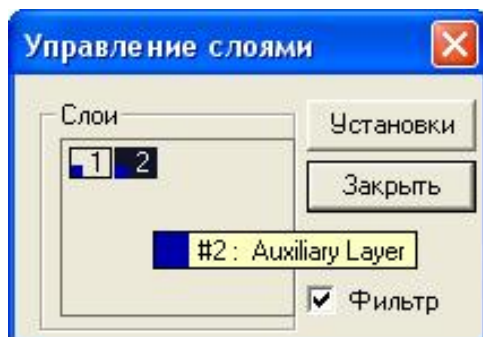 Управление слоями
Слои
Установки
1 2
Закрыть
#2 : Auxiliary Layer
Фильтр